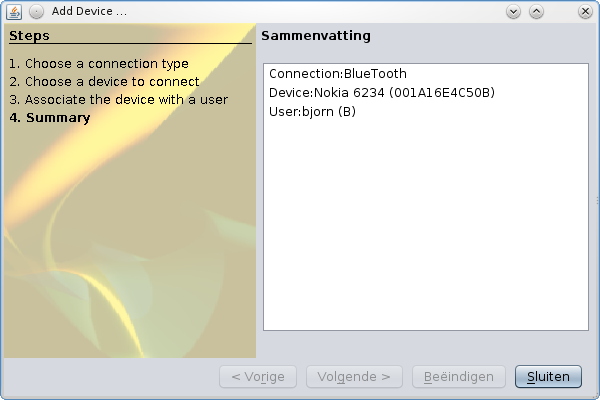 Add Device ...
Steps
1. Choose a connection type
2. Choose a device to connect
3. Associate the device with a user
4. Summary
Sammenvatting
Connection:BlueTooth
Device:Nokia 6234 (001A16E4C50B)
User:bjorn (B)
< Vorige
Volgende >
Beëindigen
Sluiten